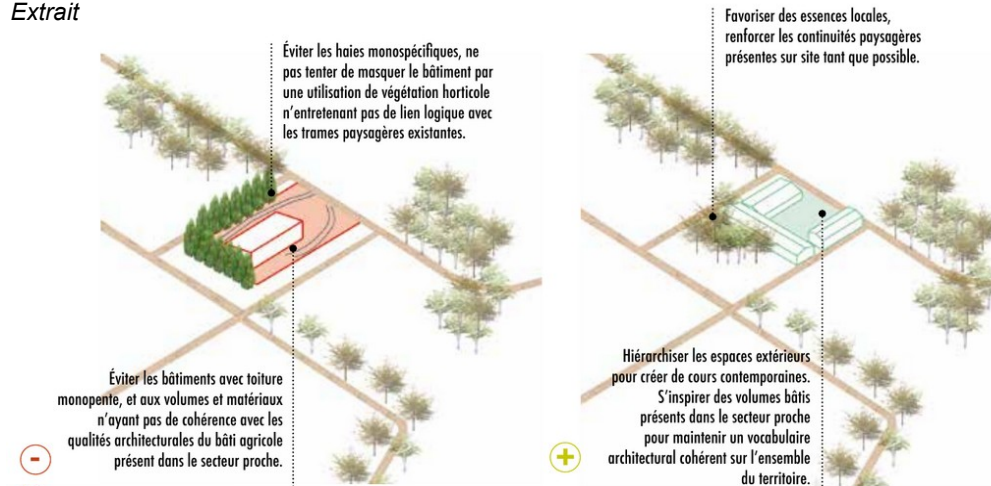 Extrait
Éviter les haies monospécifiques, ne
pas tenter de masquer le bâtiment par
une utilisation de végétation horticole
n'entretenant pas de lien logique avec
les trames paysagères existantes.
Éviter les bâtiments avec toiture
monopente, et aux volumes et matériaux
n'ayant pas de cohérence avec les
qualités architecturales du bâti agricole
présent dans le secteur proche.
-
Favoriser des essences locales,
renforcer les continuités paysagères
présentes sur site tant que possible.
Hiérarchiser les espaces extérieurs
pour créer de cours contemporaines.
S'inspirer des volumes bâtis
présents dans le secteur proche
pour maintenir un vocabulaire
architectural cohérent sur l'ensemble
du territoire.
+